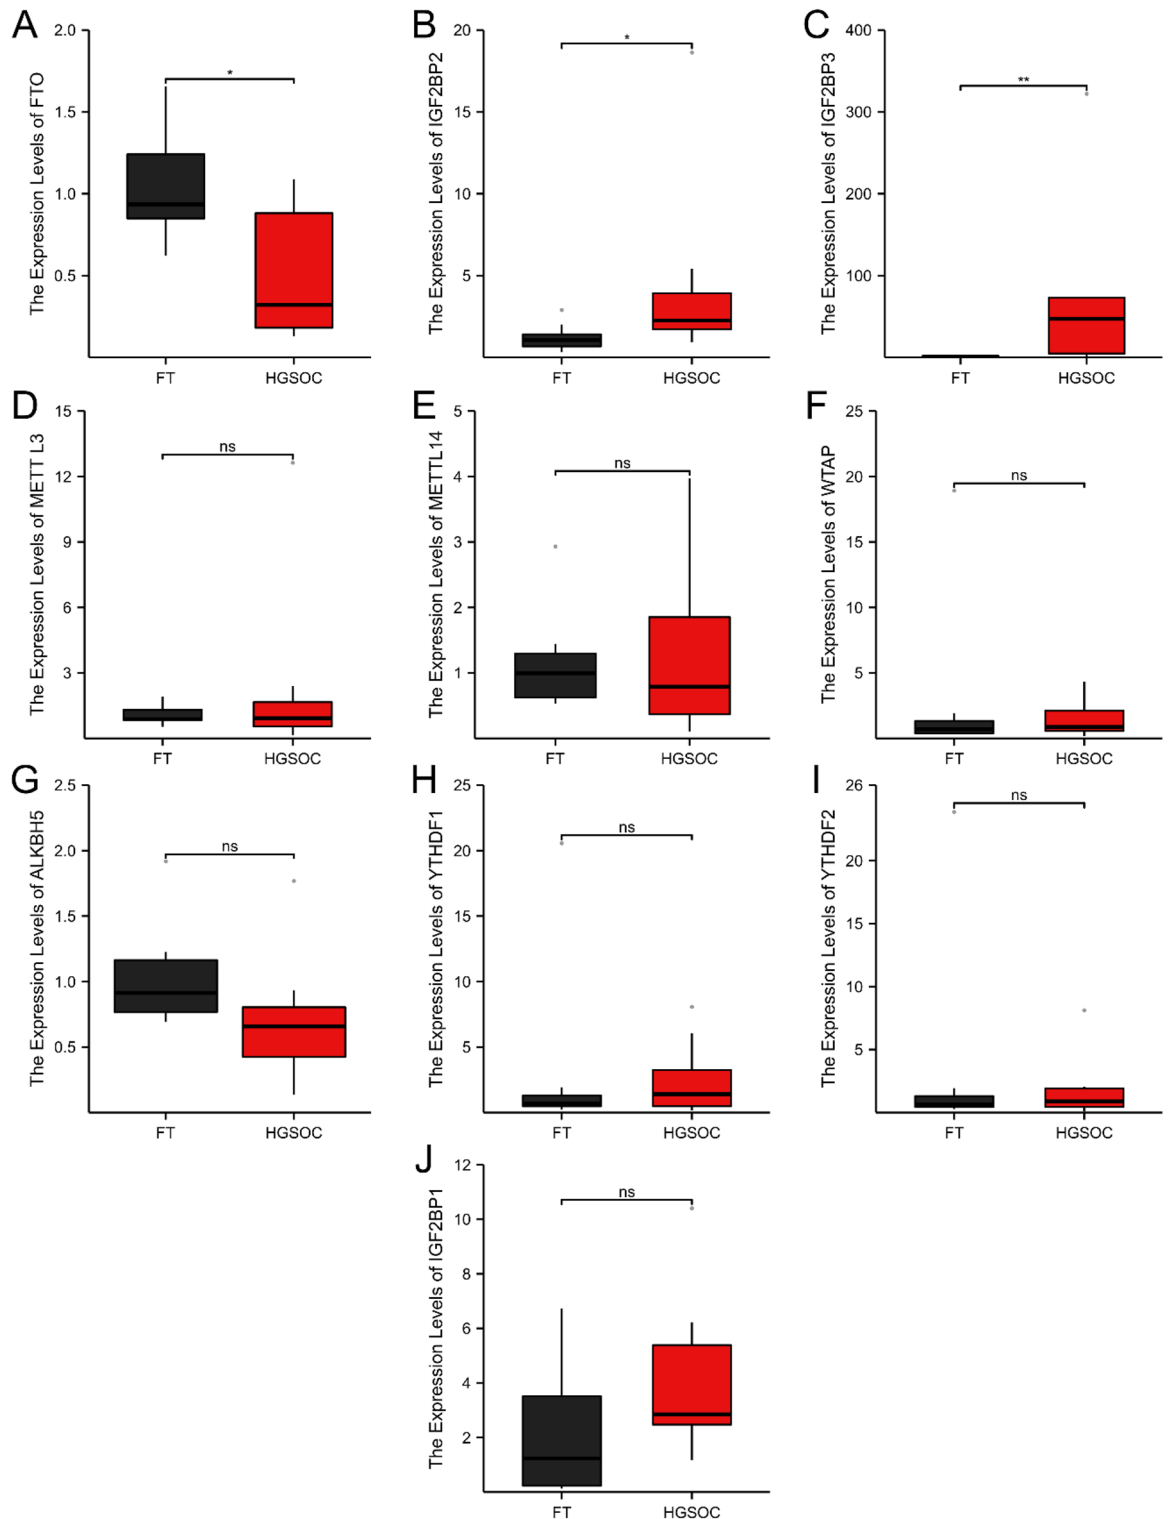 A
The Expression Levels of FTO
2.0
1.5
1.0
0.5
*
FT HGSOC
B
The Expression Levels of IGF2BP2
20
15
10
5
*
FT HGSOC
C
The Expression Levels of IGF2BP3
400
300
200
100
**
FT HGSOC
D
The Expression Levels of METT L3
15
12
9
6
3
ns
FT HGSOC
E
The Expression Levels of METTL14
5
4
3
2
1
ns
FT HGSOC
F
The Expression Levels of WTAP
25
20
15
10
5
ns
FT HGSOC
G
The Expression Levels of ALKBH5
2.5
2.0
1.5
1.0
0.5
ns
FT HGSOC
H
The Expression Levels of YTHDF1
25
20
15
10
5
ns
FT HGSOC
I
The Expression Levels of YTHDF2
26
20
15
10
5
ns
FT HGSOC
J
The Expression Levels of IGF2BP1
12
10
8
6
4
2
ns
FT HGSOC